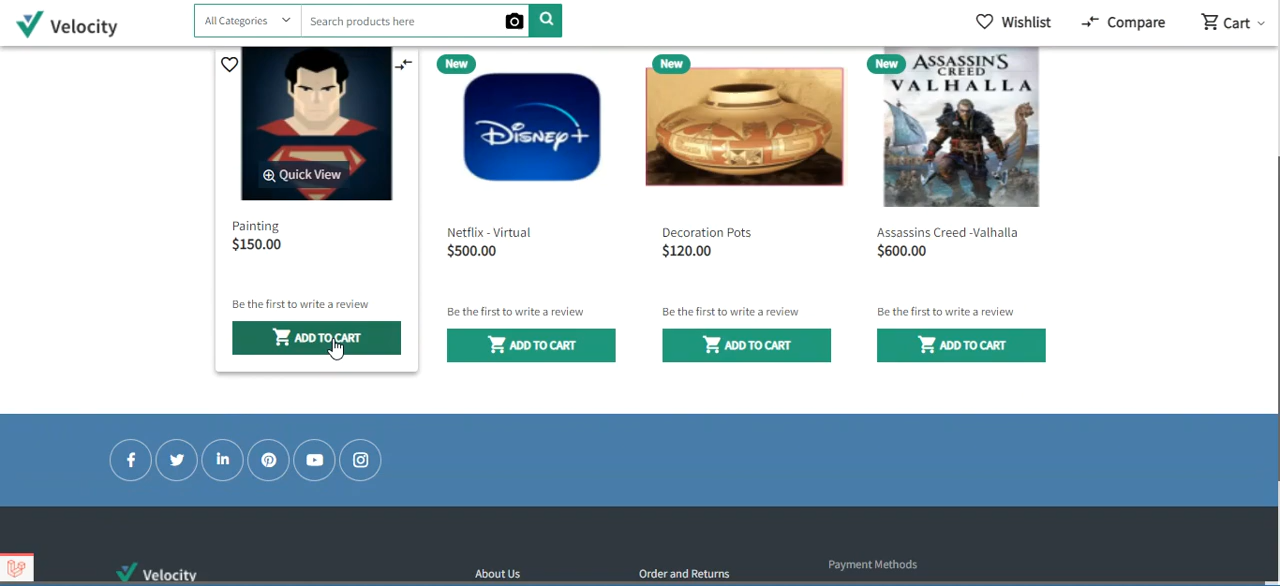 Velocity
All Categories
Search products here
Wishlist
Compare
Cart
Quick View
New
Disney+
New
New
ASSASSIN'S
CREED
VALHALLA
Painting
$150.00
Be the first to write a review
ADD TO CART
Netflix - Virtual
$500.00
Be the first to write a review
ADD TO CART
Decoration Pots
$120.00
Be the first to write a review
ADD TO CART
Assassins Creed -Valhalla
$600.00
Be the first to write a review
ADD TO CART
Velocity
About Us
Order and Returns
Payment Methods